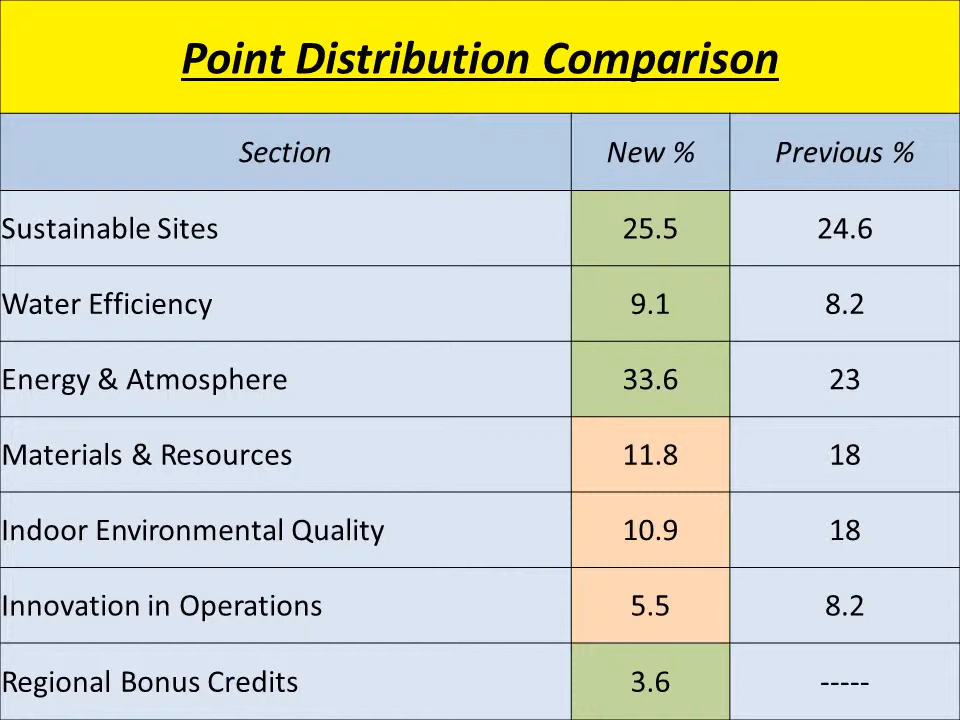 Point Distribution Comparison
Section New % Previous %
Sustainable Sites 25.5 24.6
Water Efficiency 9.1 8.2
Energy & Atmosphere 33.6 23
Materials & Resources 11.8 18
Indoor Environmental Quality 10.9 18
Innovation in Operations 5.5 8.2
Regional Bonus Credits 3.6 -----